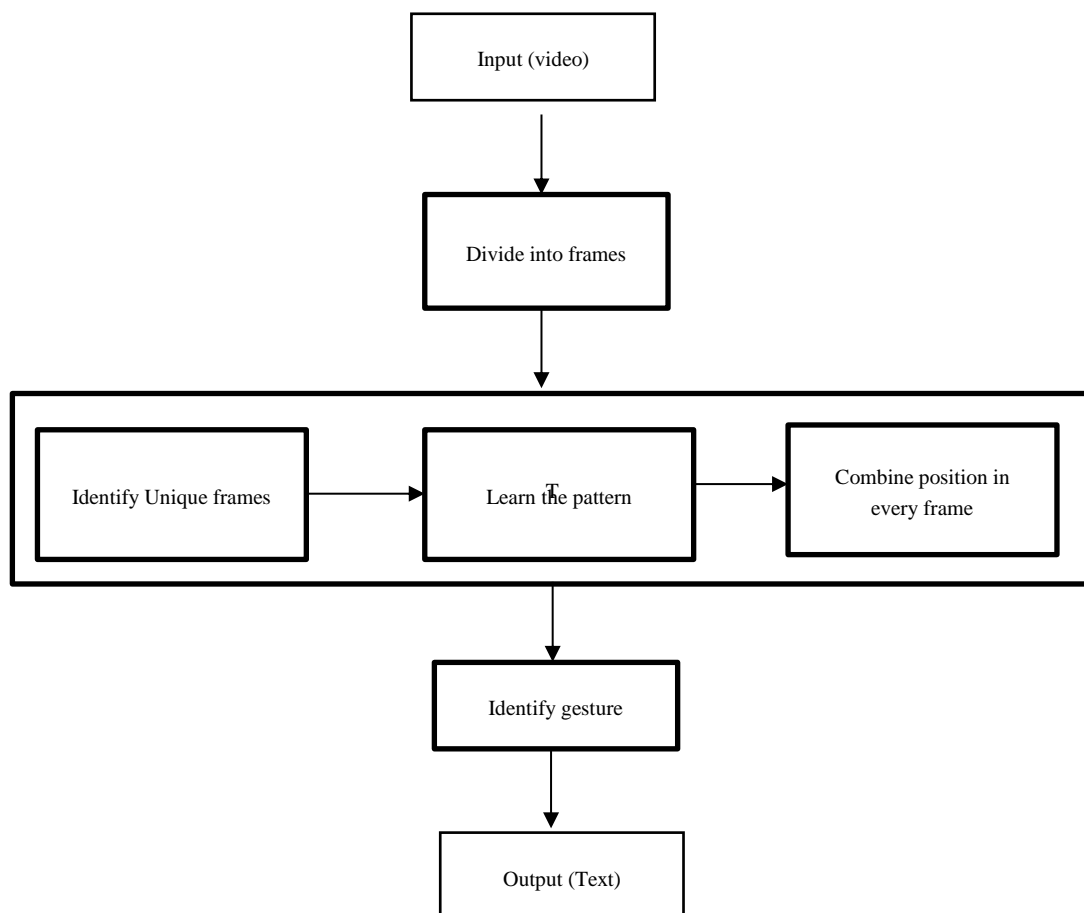 Input (video)
Divide into frames
Identify Unique frames
T
Learn the pattern
Combine position in
every frame
Identify gesture
Output (Text)